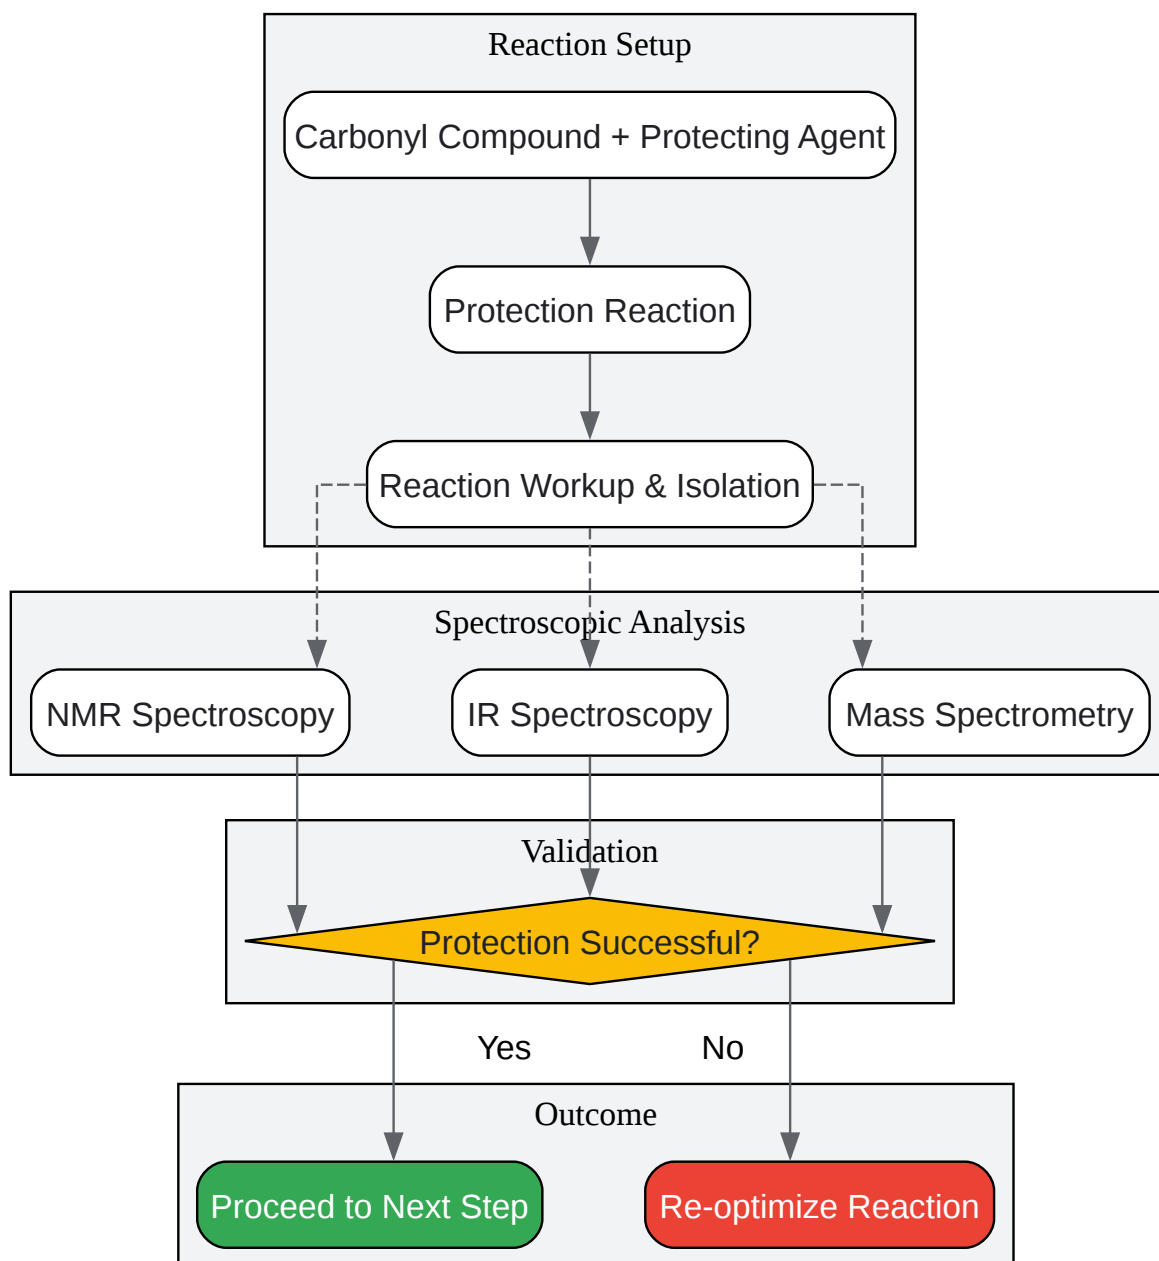 Reaction Setup
Carbonyl Compound + Protecting Agent
Protection Reaction
Reaction Workup & Isolation
Spectroscopic Analysis
NMR Spectroscopy
IR Spectroscopy
Mass Spectrometry
Validation
Protection Successful?
Yes
No
Outcome
Proceed to Next Step
Re-optimize Reaction